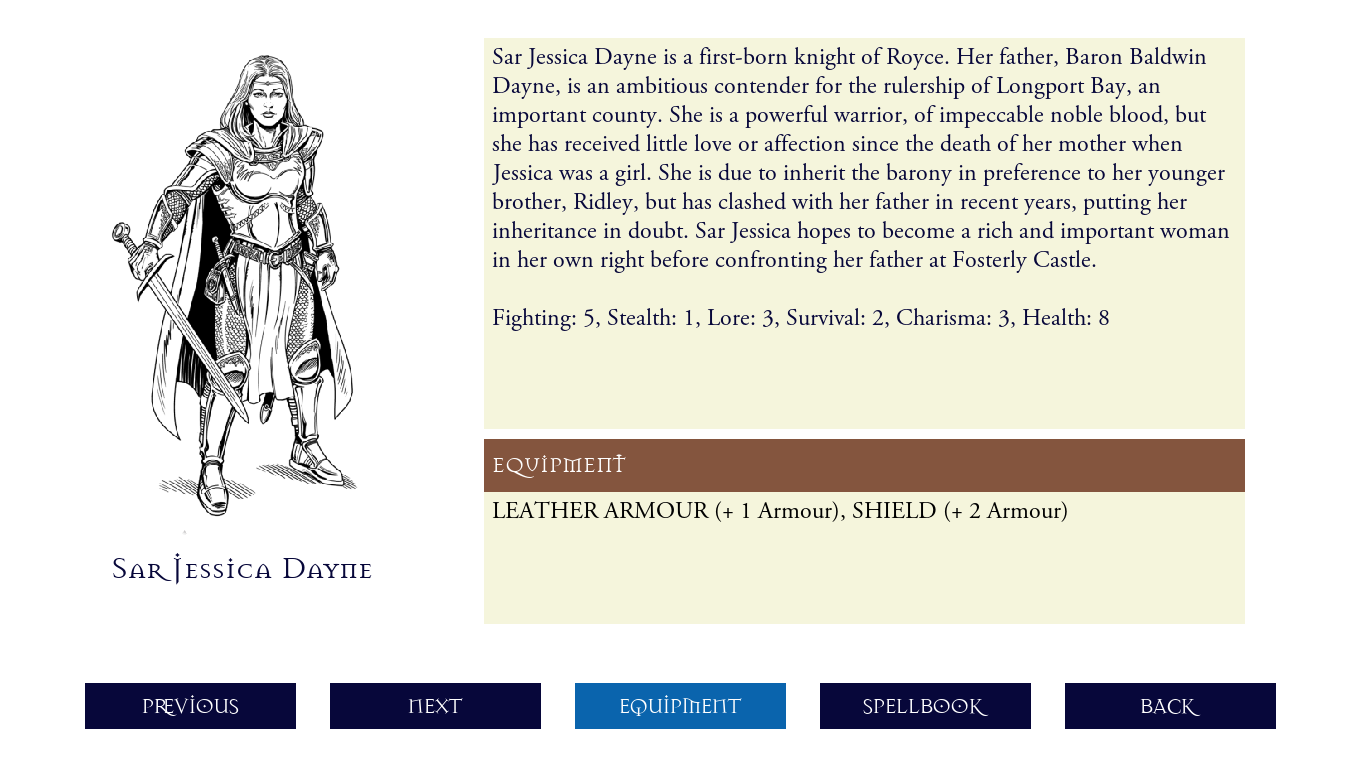 Sar Jessica Dayne is a first-born knight of Royce. Her father, Baron Baldwin
Dayne, is an ambitious contender for the rulership of Longport Bay, an
important county. She is a powerful warrior, of impeccable noble blood, but
she has received little love or affection since the death of her mother when
Jessica was a girl. She is due to inherit the barony in preference to her younger
brother, Ridley, but has clashed with her father in recent years, putting her
inheritance in doubt. Sar Jessica hopes to become a rich and important woman
in her own right before confronting her father at Fosterly Castle.
Fighting: 5, Stealth: 1, Lore: 3, Survival: 2, Charisma: 3, Health: 8
EQUIPMENT
LEATHER ARMOUR (+ 1 Armour), SHIELD (+ 2 Armour)
Sar Jessica Dayne
PREVIOUS
NEXT
EQUIPMENT
SPELLBOOK
BACK